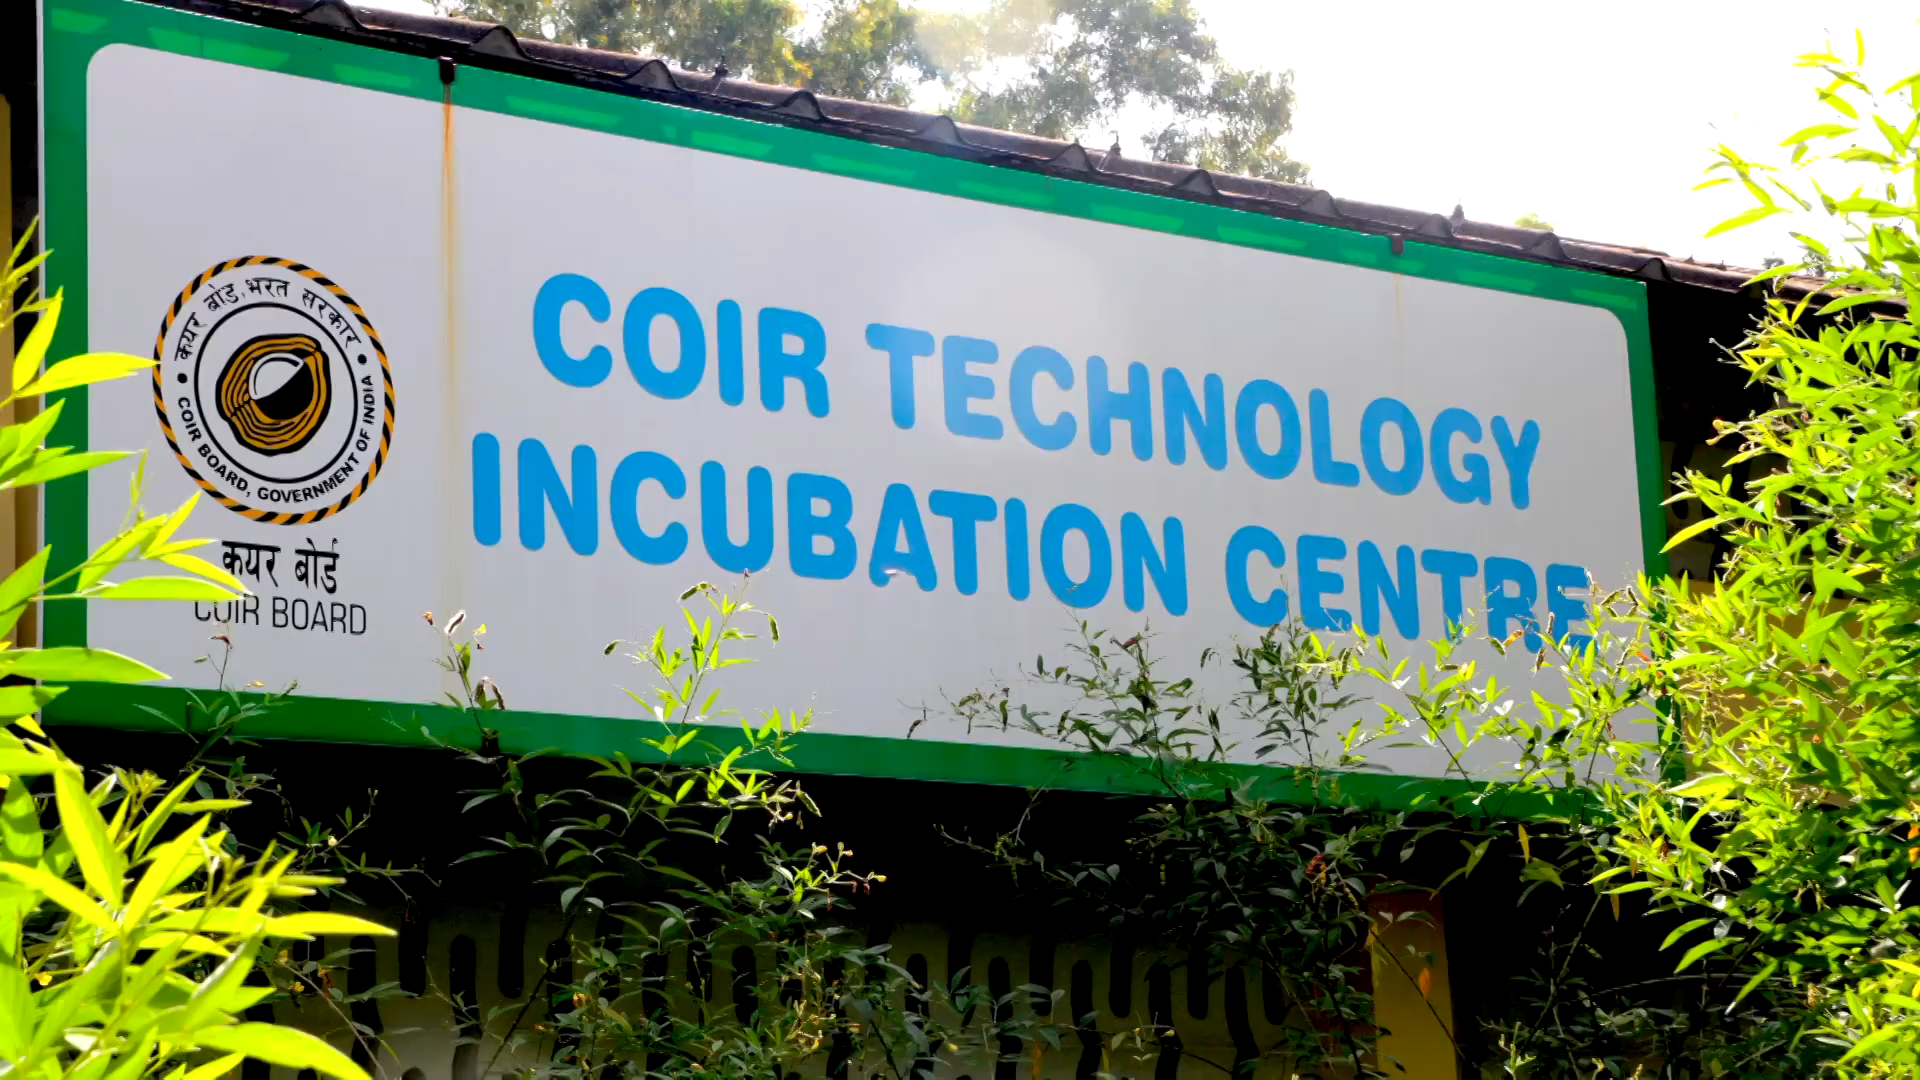 कयर बोर्ड, भरत सरकार
COIR BOARD, GOVERNMENT OF INDIA
कयर बोर्ड
COIR BOARD
COIR TECHNOLOGY
INCUBATION CENTRE